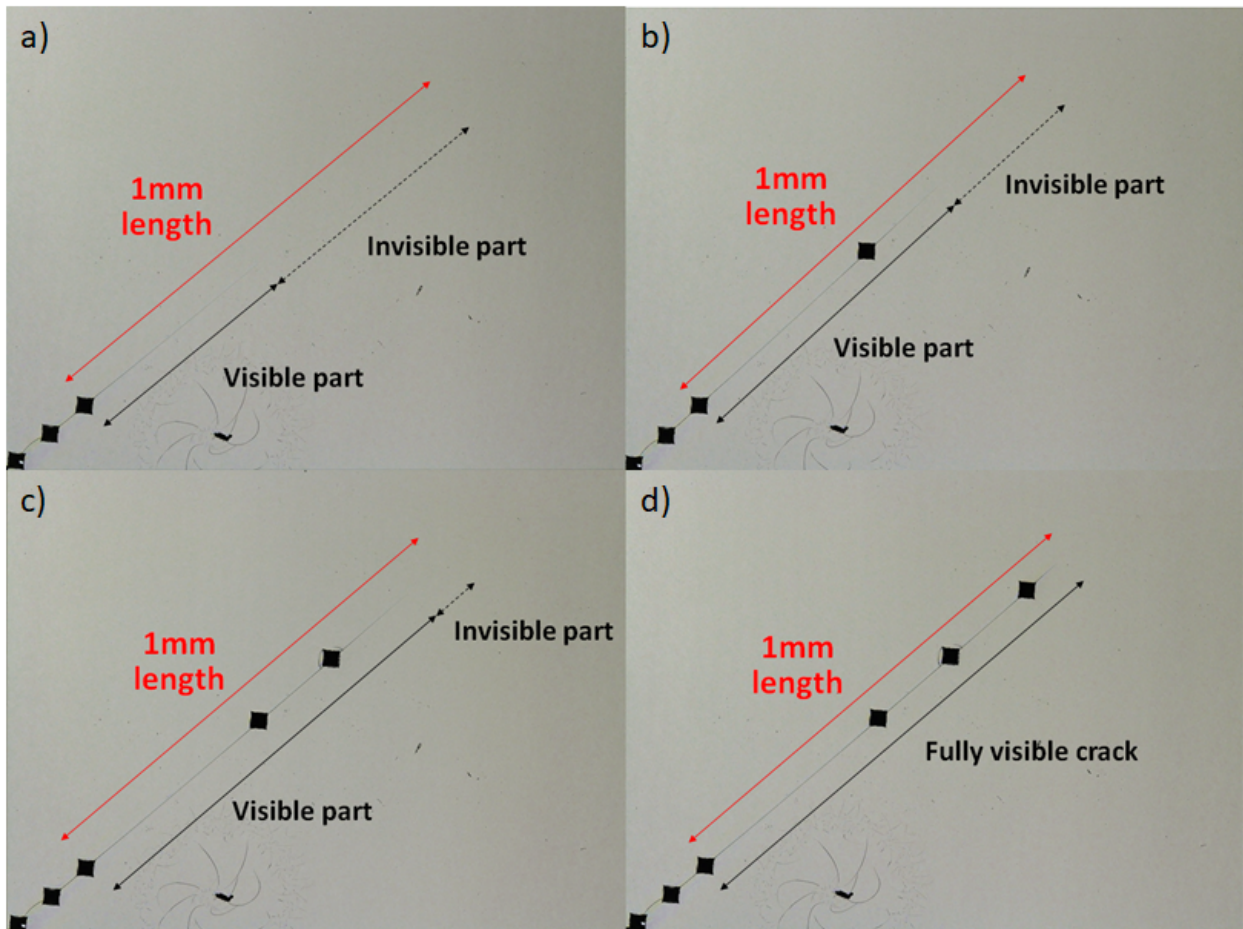 a)
1mm
length
Invisible part
Visible part
b)
1mm
length
Invisible part
Visible part
c)
1mm
length
Invisible part
Visible part
d)
1mm
length
Fully visible crack